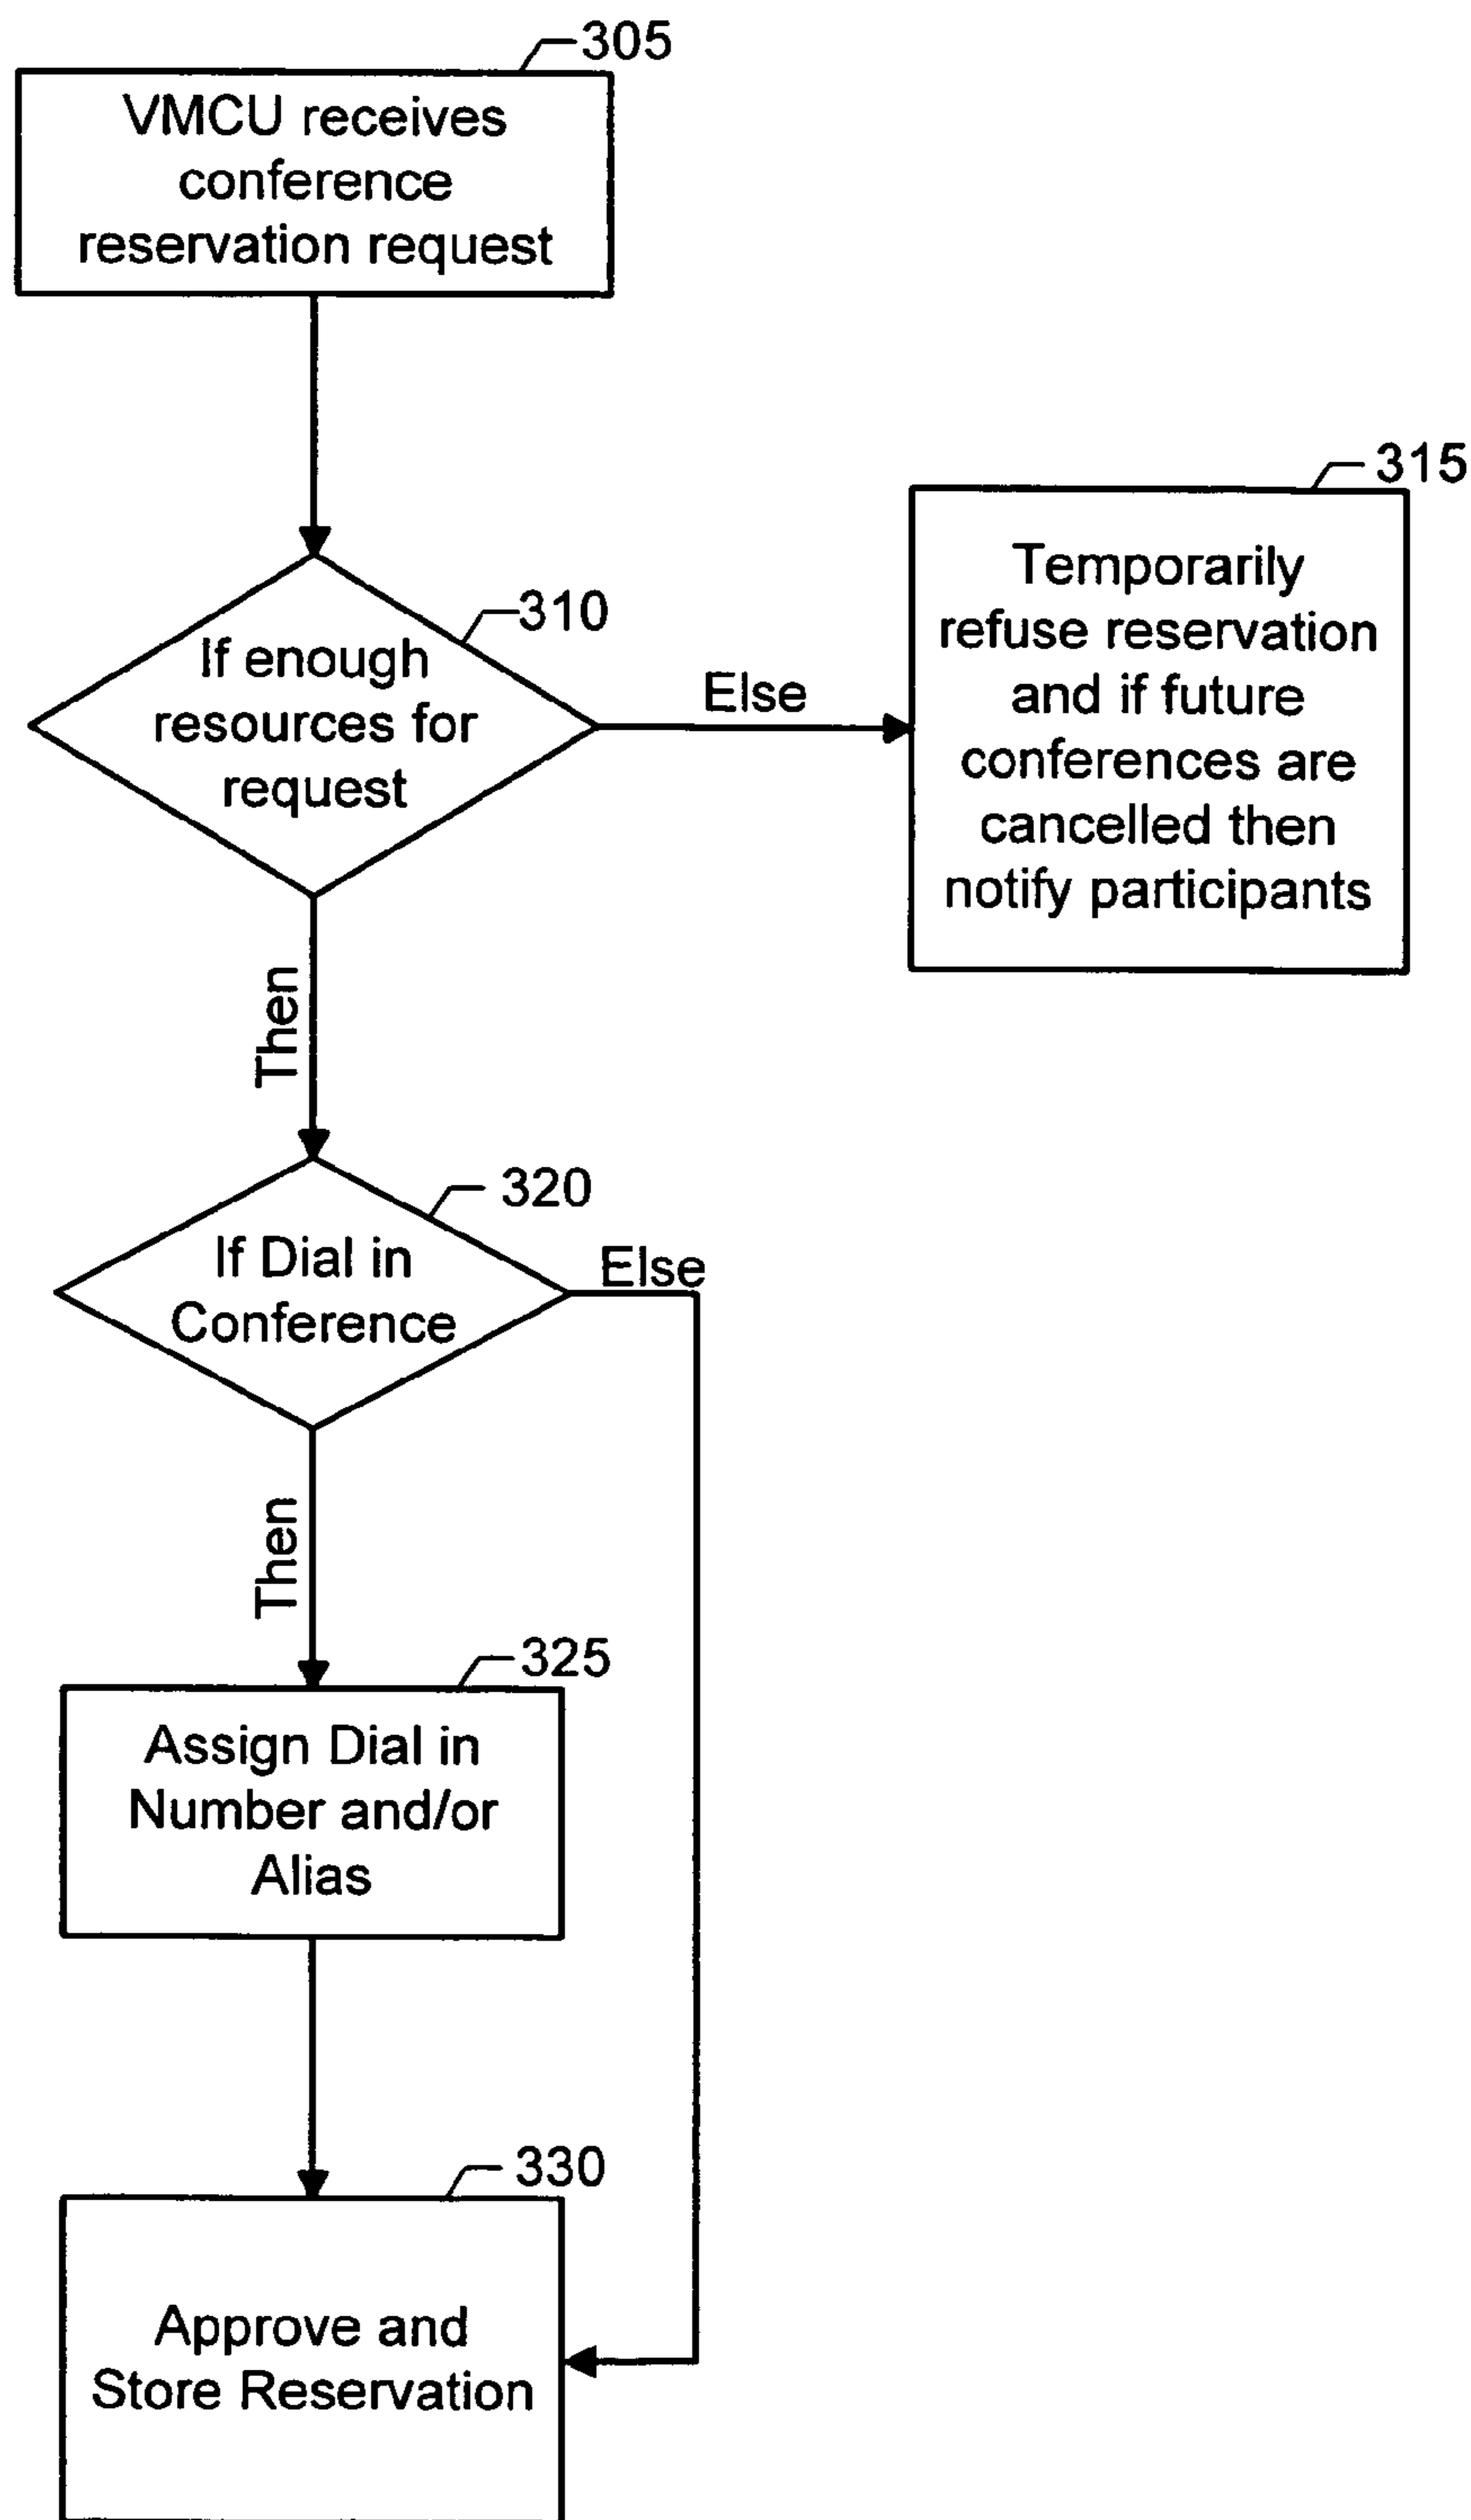 305
VMCU receives
conference
reservation request
310
If enough
resources for
request
Else
315
Temporarily
refuse reservation
and if future
conferences are
cancelled then
notify participants
Then
320
If Dial in
Conference
Else
Then
325
Assign Dial in
Number and/or
Alias
330
Approve and
Store Reservation